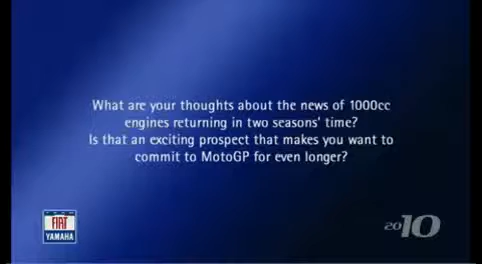 What are your thoughts about the news of 1000cc
engines returning in two seasons' time?
Is that an exciting prospect that makes you want to
commit to MotoGP for even longer?
FIAT
YAMAHA
2010